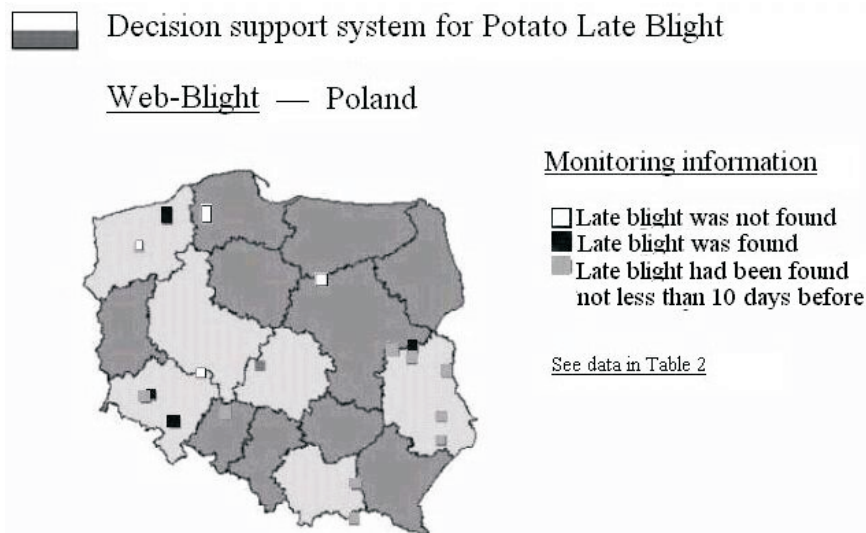 Decision support system for Potato Late Blight
Web-Blight — Poland
Monitoring information
Late blight was not found
Late blight was found
Late blight had been found
not less than 10 days before
See data in Table 2